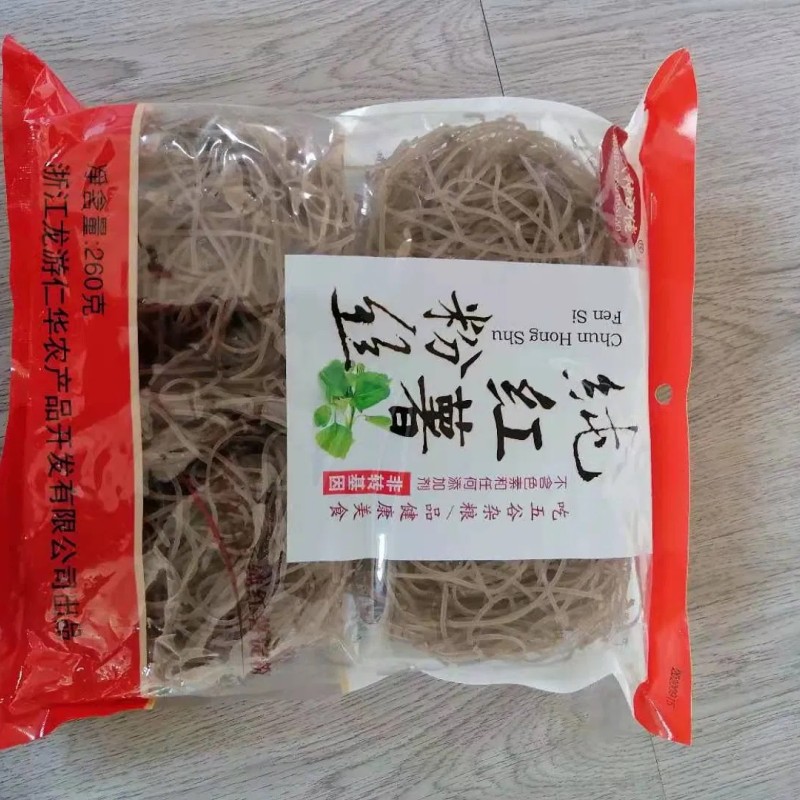 纯红薯
粉丝
Chun Hong Shu
Fen Si
不含色素和任何添加剂
非转基因
吃五谷杂粮/品健康美食
净含量:260克
浙江龙游仁华农产品开发有限公司出品